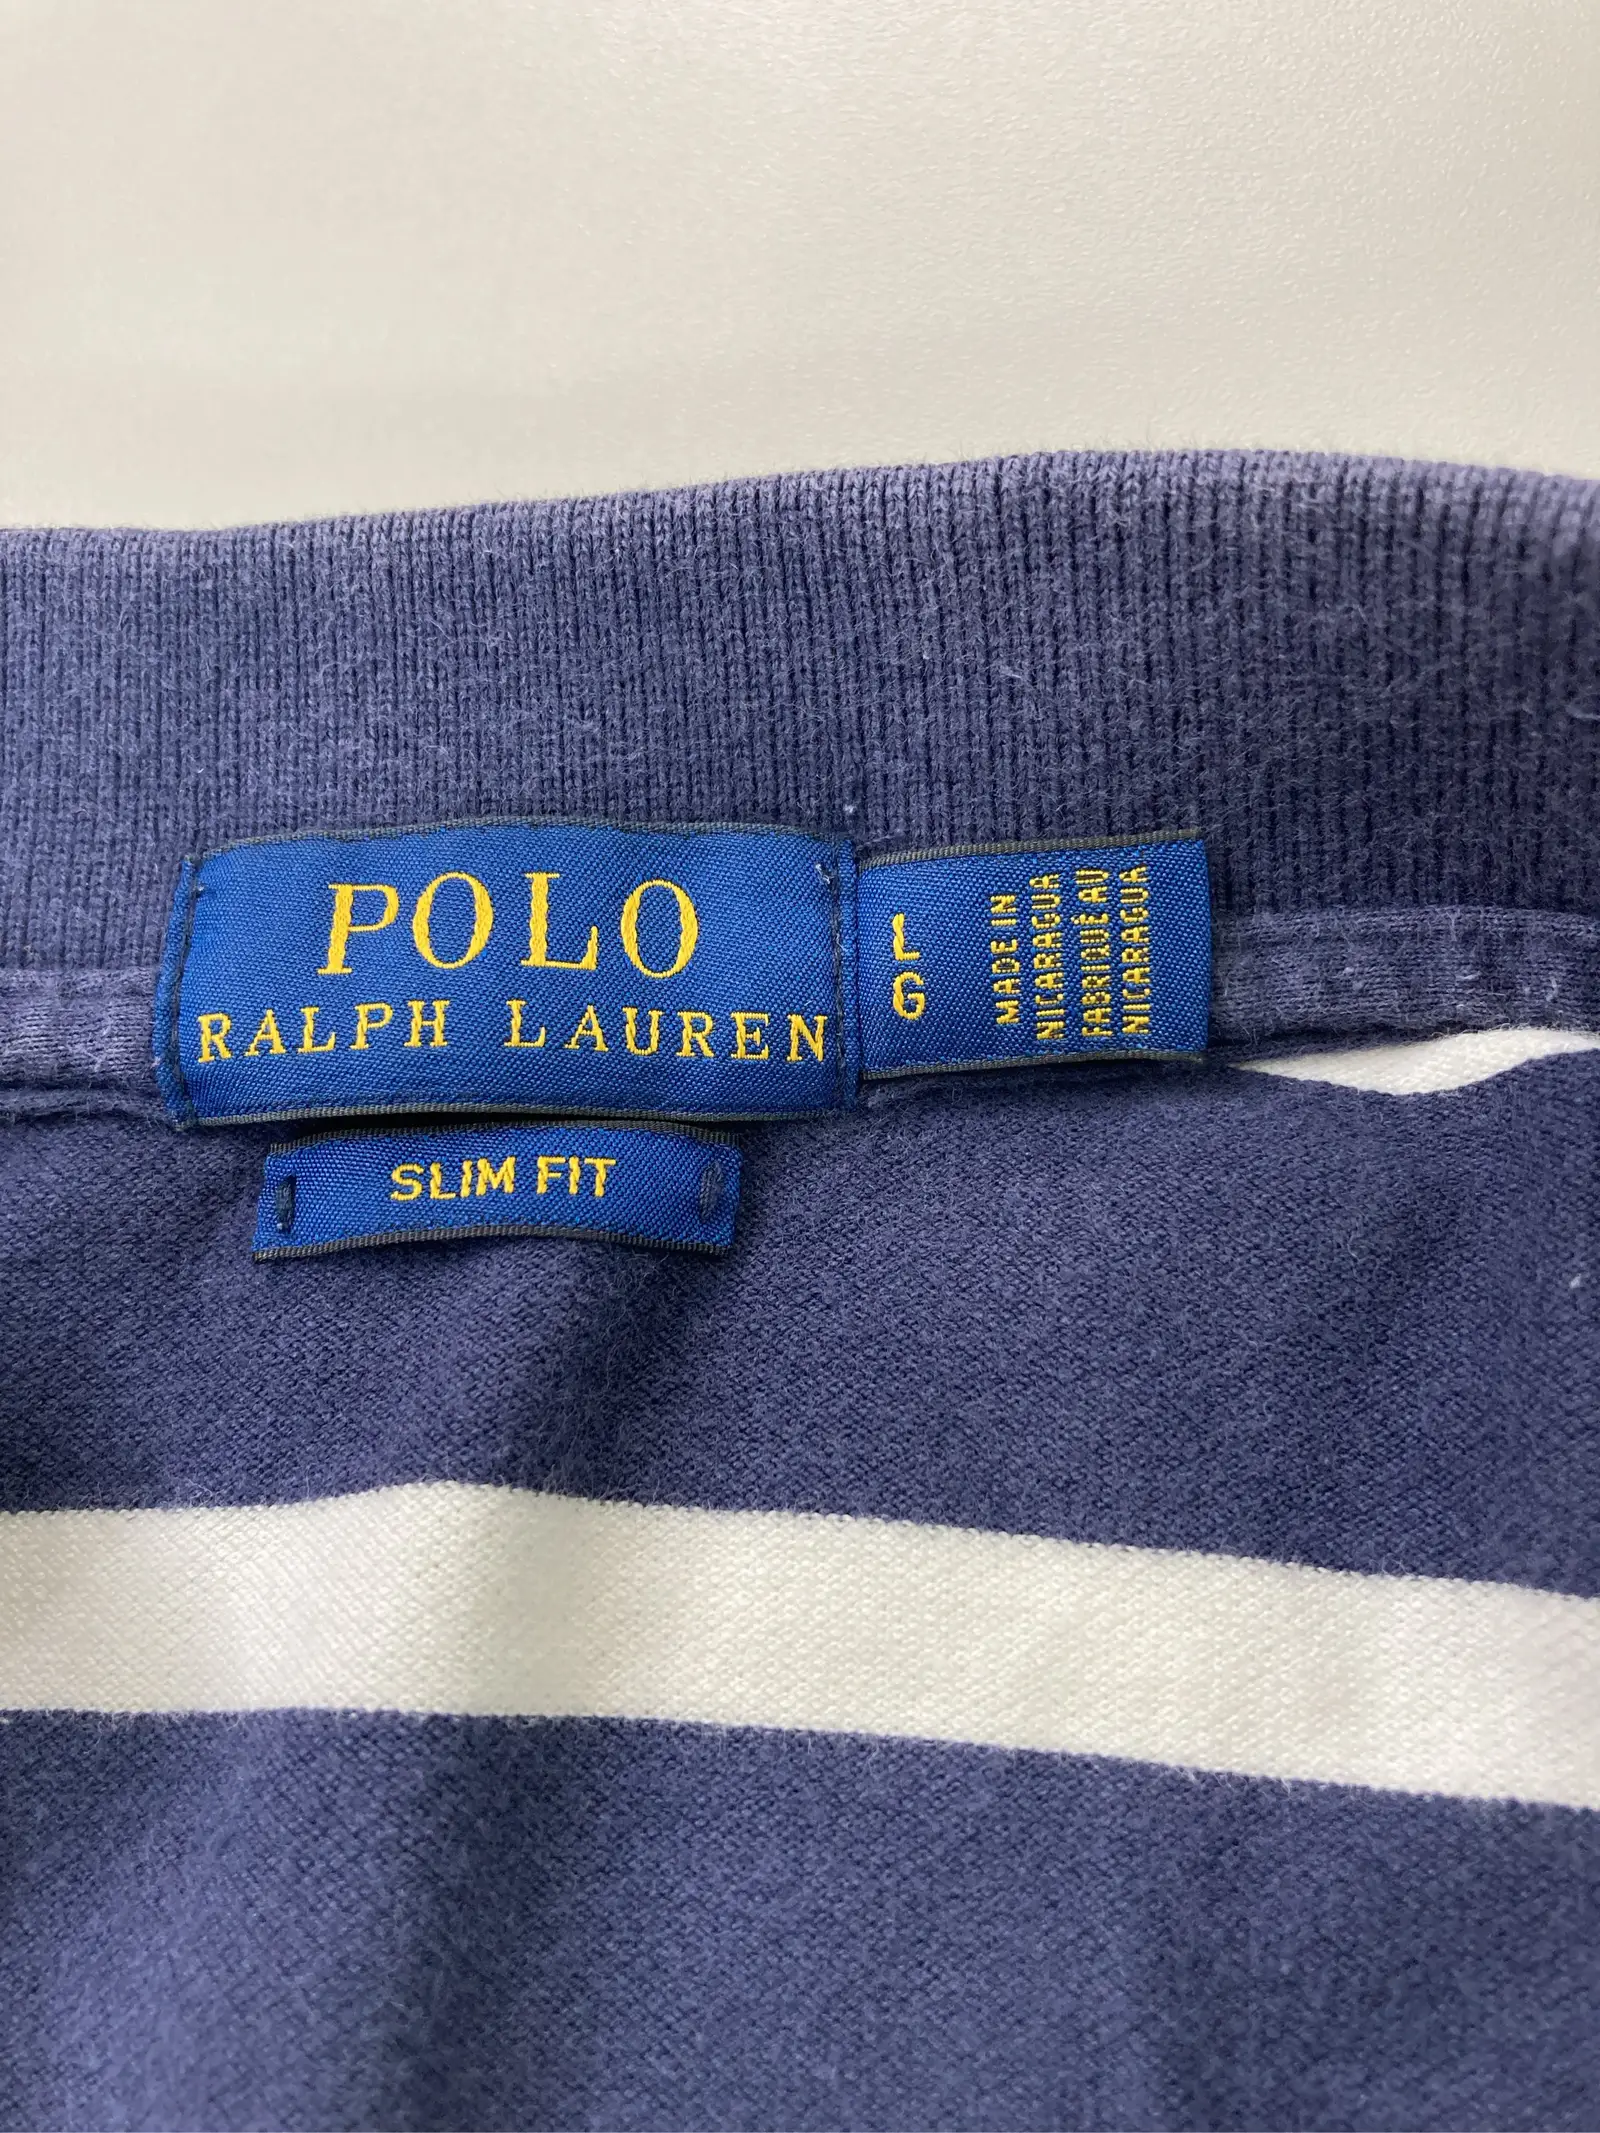 POLO
RALPH LAUREN
SLIM FIT
L
G
MADE IN
NICARAGUA
FABRIQUÉ AU
NICARAGUA